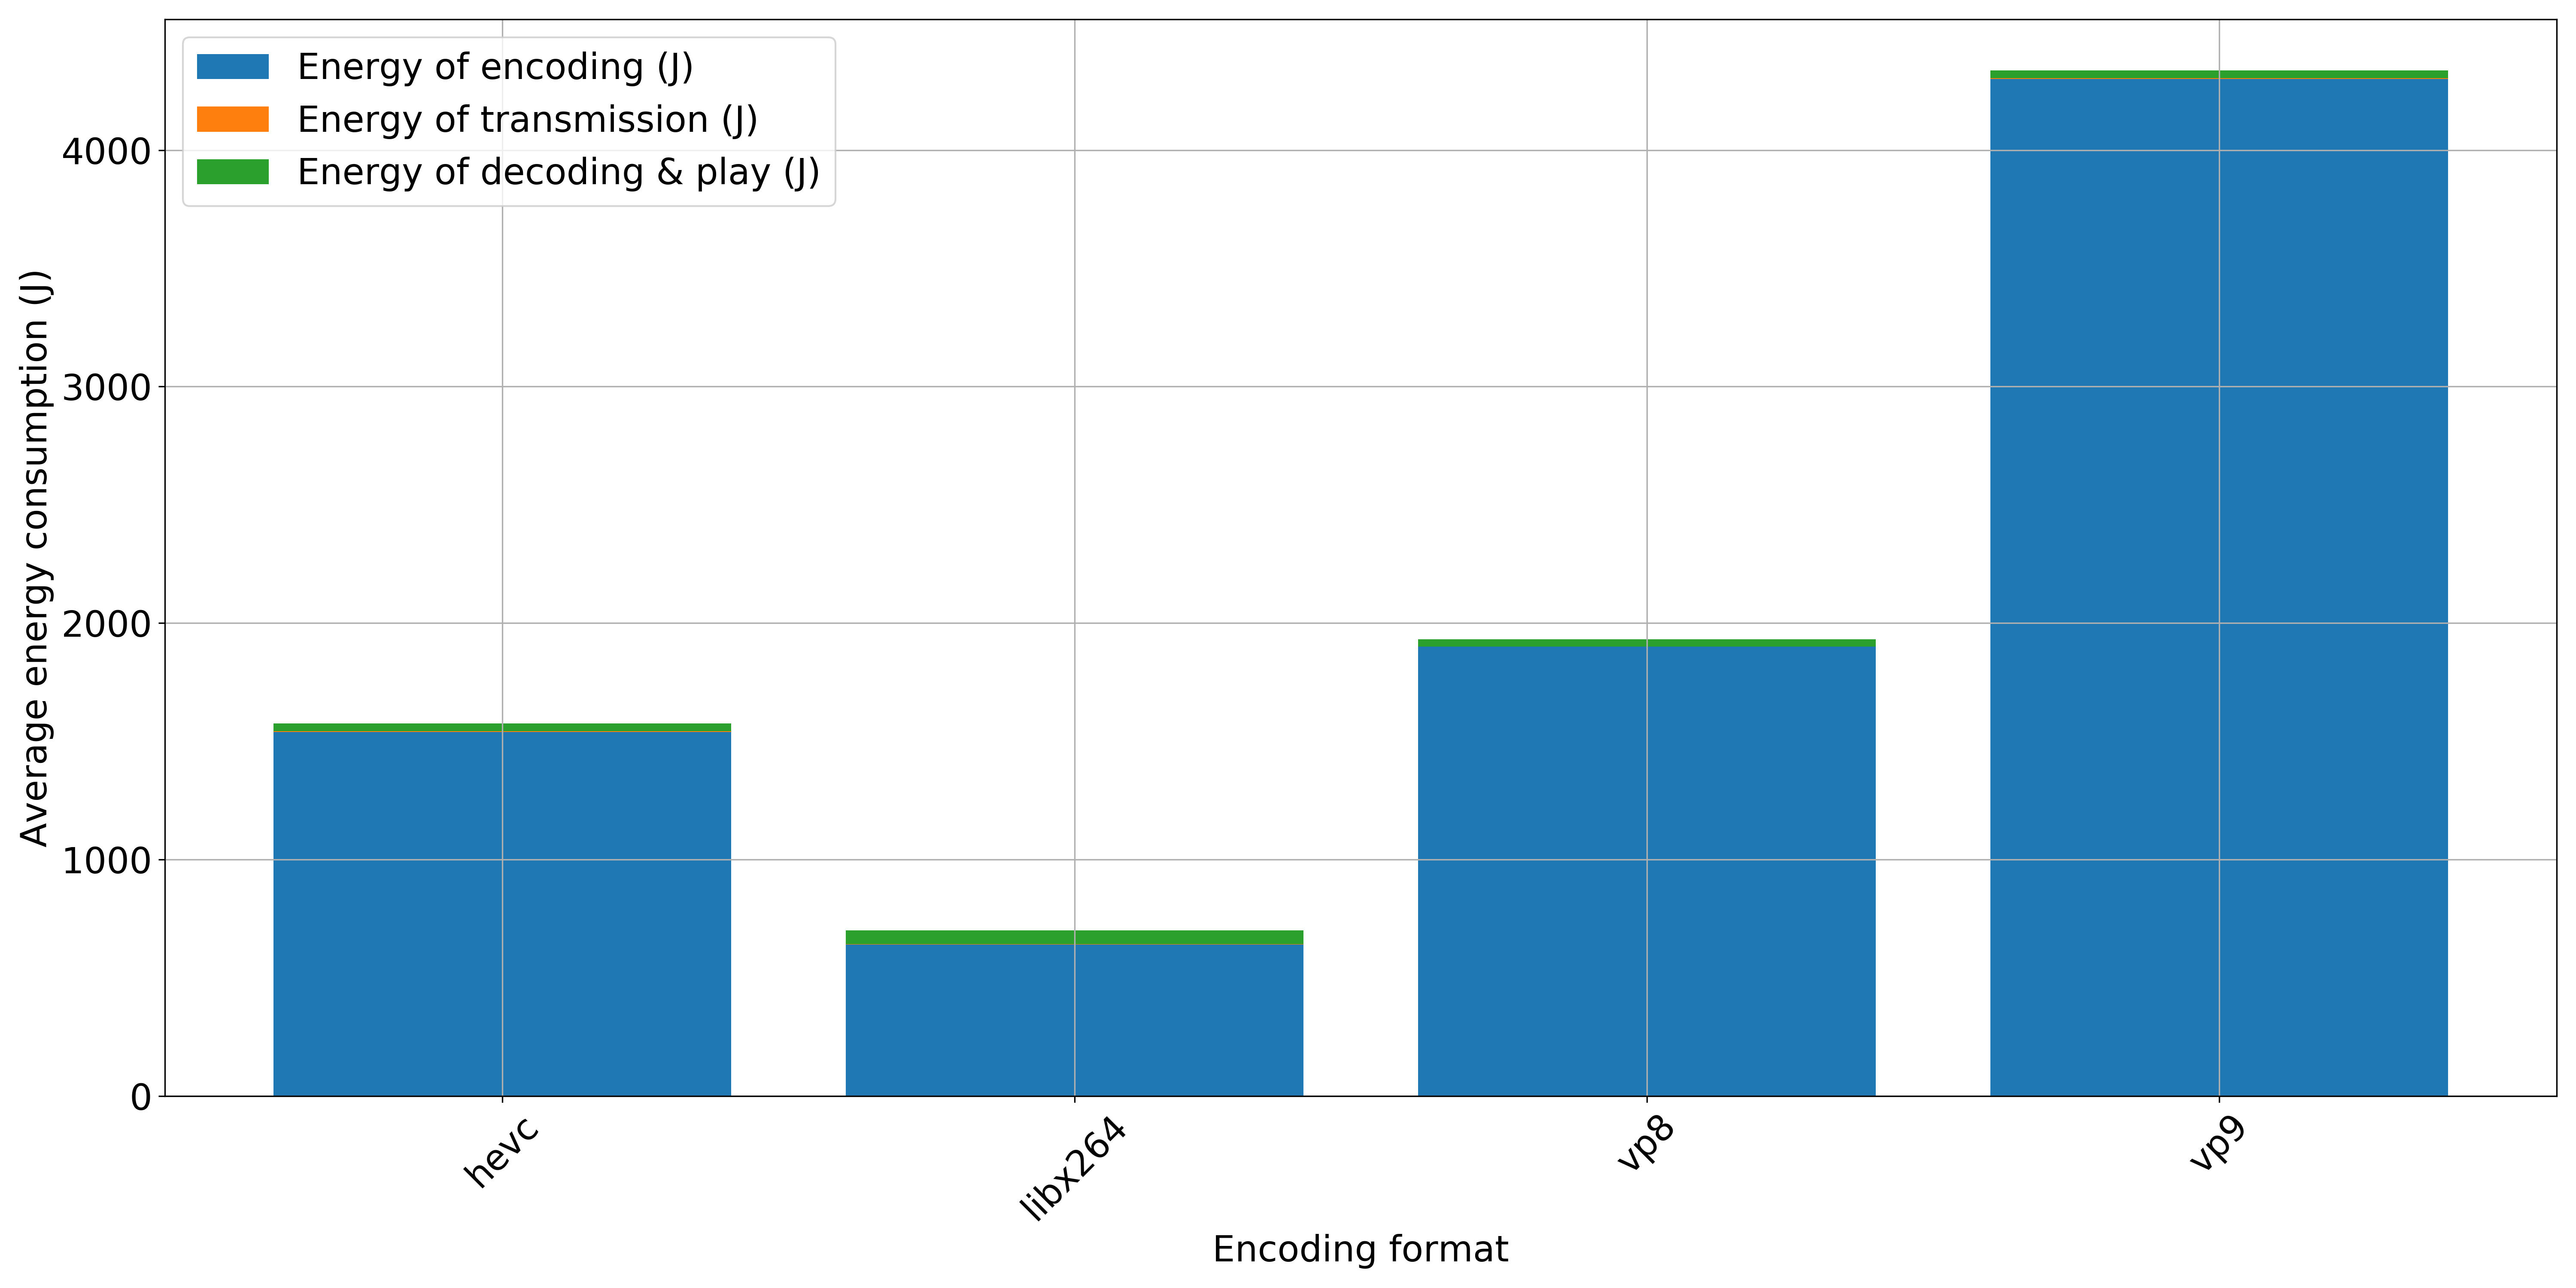 Energy of encoding (J)
Energy of transmission (J)
Energy of decoding & play (J)
Average energy consumption (J)
4000
3000
2000
1000
0
hevc
libx264
vp8
vp9
Encoding format